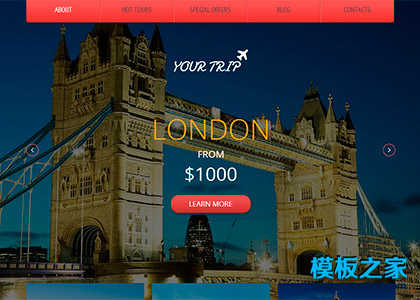 ABOUT HOT TOURS SPECIAL OFFERS BLOG CONTACTS
YOUR TRIP
LONDON
FROM
$1000
LEARN MORE
模板之家